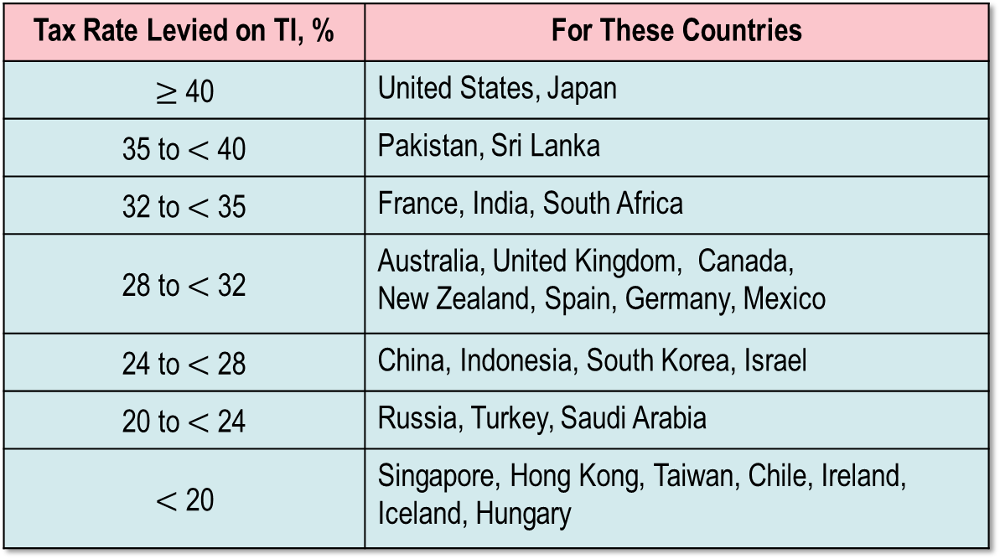 Tax Rate Levied on TI, % For These Countries
≥ 40 United States, Japan
35 to < 40 Pakistan, Sri Lanka
32 to < 35 France, India, South Africa
28 to < 32 Australia, United Kingdom, Canada,
New Zealand, Spain, Germany, Mexico
24 to < 28 China, Indonesia, South Korea, Israel
20 to < 24 Russia, Turkey, Saudi Arabia
< 20 Singapore, Hong Kong, Taiwan, Chile, Ireland,
Iceland, Hungary